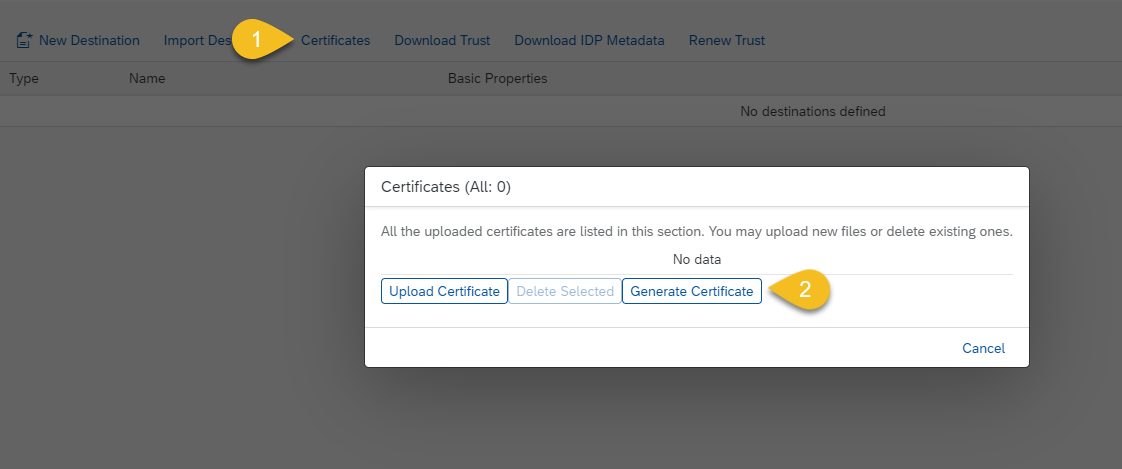 New Destination Import Des 1 Certificates Download Trust Download IDP Metadata Renew Trust
Type Name Basic Properties
No destinations defined
Certificates (All: 0)
All the uploaded certificates are listed in this section. You may upload new files or delete existing ones.
No data
Upload Certificate Delete Selected Generate Certificate 2
Cancel